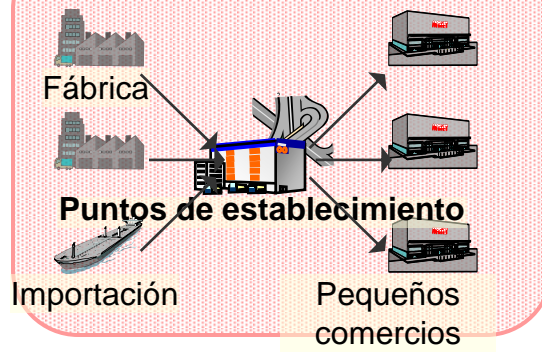 Fábrica
Puntos de establecimiento
Importación
Pequeños
comercios